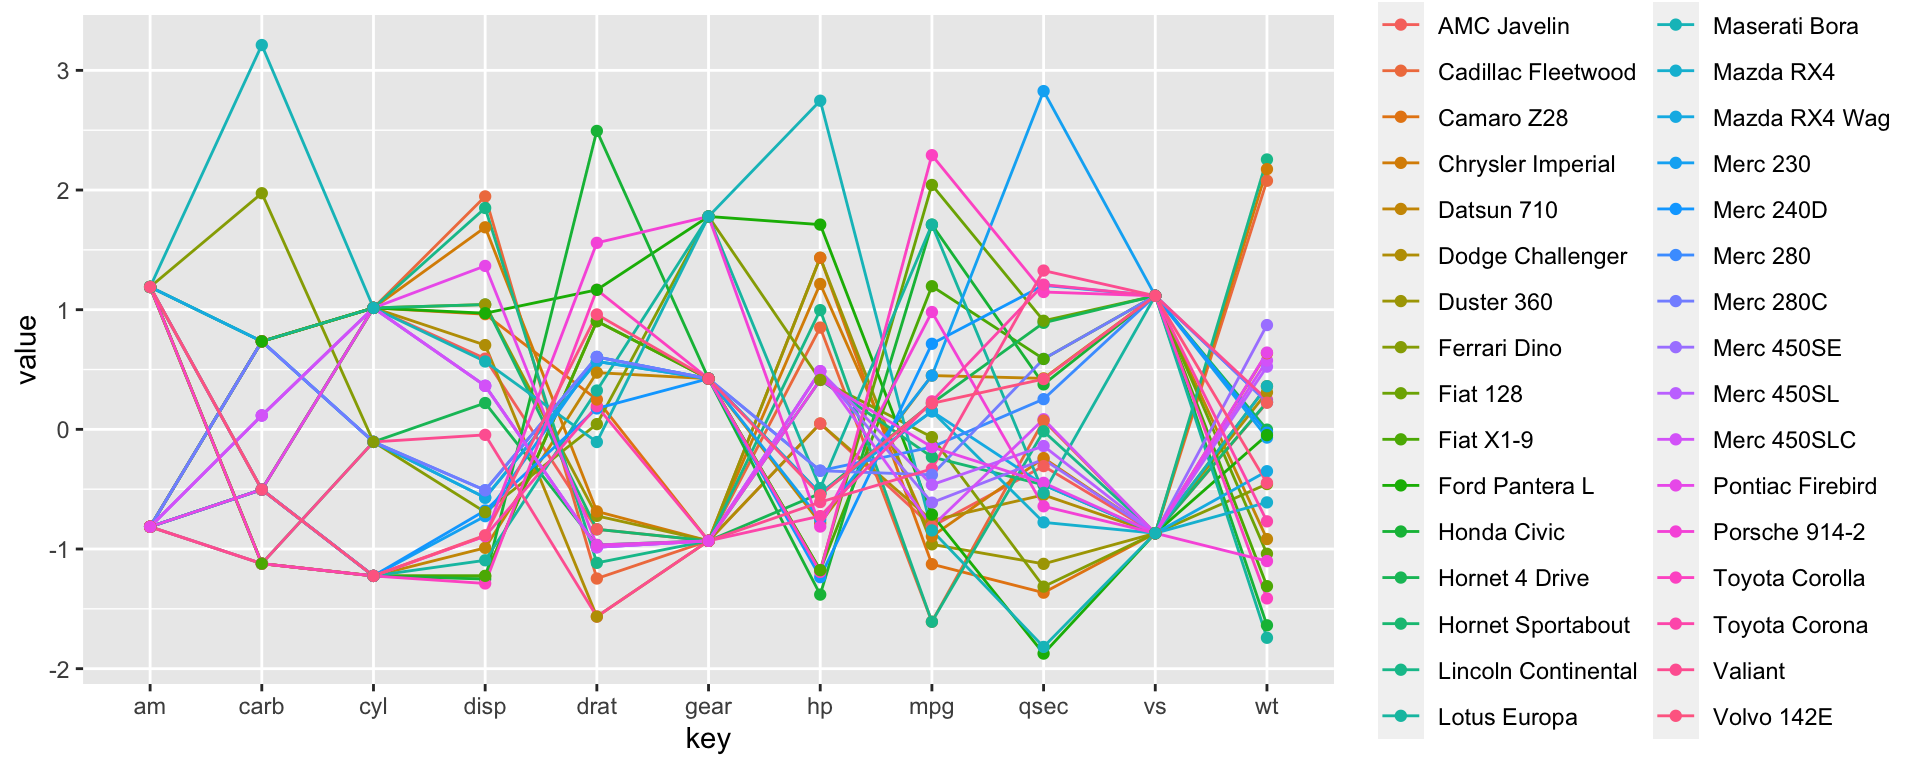 value
3
2
1
0
-1
-2
am carb cyl disp drat gear hp mpg qsec vs wt
key
AMC Javelin
Cadillac Fleetwood
Camaro Z28
Chrysler Imperial
Datsun 710
Dodge Challenger
Duster 360
Ferrari Dino
Fiat 128
Fiat X1-9
Ford Pantera L
Honda Civic
Hornet 4 Drive
Hornet Sportabout
Lincoln Continental
Lotus Europa
Maserati Bora
Mazda RX4
Mazda RX4 Wag
Merc 230
Merc 240D
Merc 280
Merc 280C
Merc 450SE
Merc 450SL
Merc 450SLC
Pontiac Firebird
Porsche 914-2
Toyota Corolla
Toyota Corona
Valiant
Volvo 142E